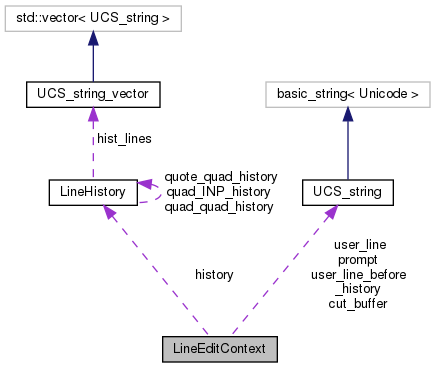 std::vector< UCS_string >
UCS_string_vector
basic_string< Unicode >
hist_lines
LineHistory
quote_quad_history
quad_INP_history
quad_quad_history
UCS_string
history
user_line
prompt
user_line_before
_history
cut_buffer
LineEditContext